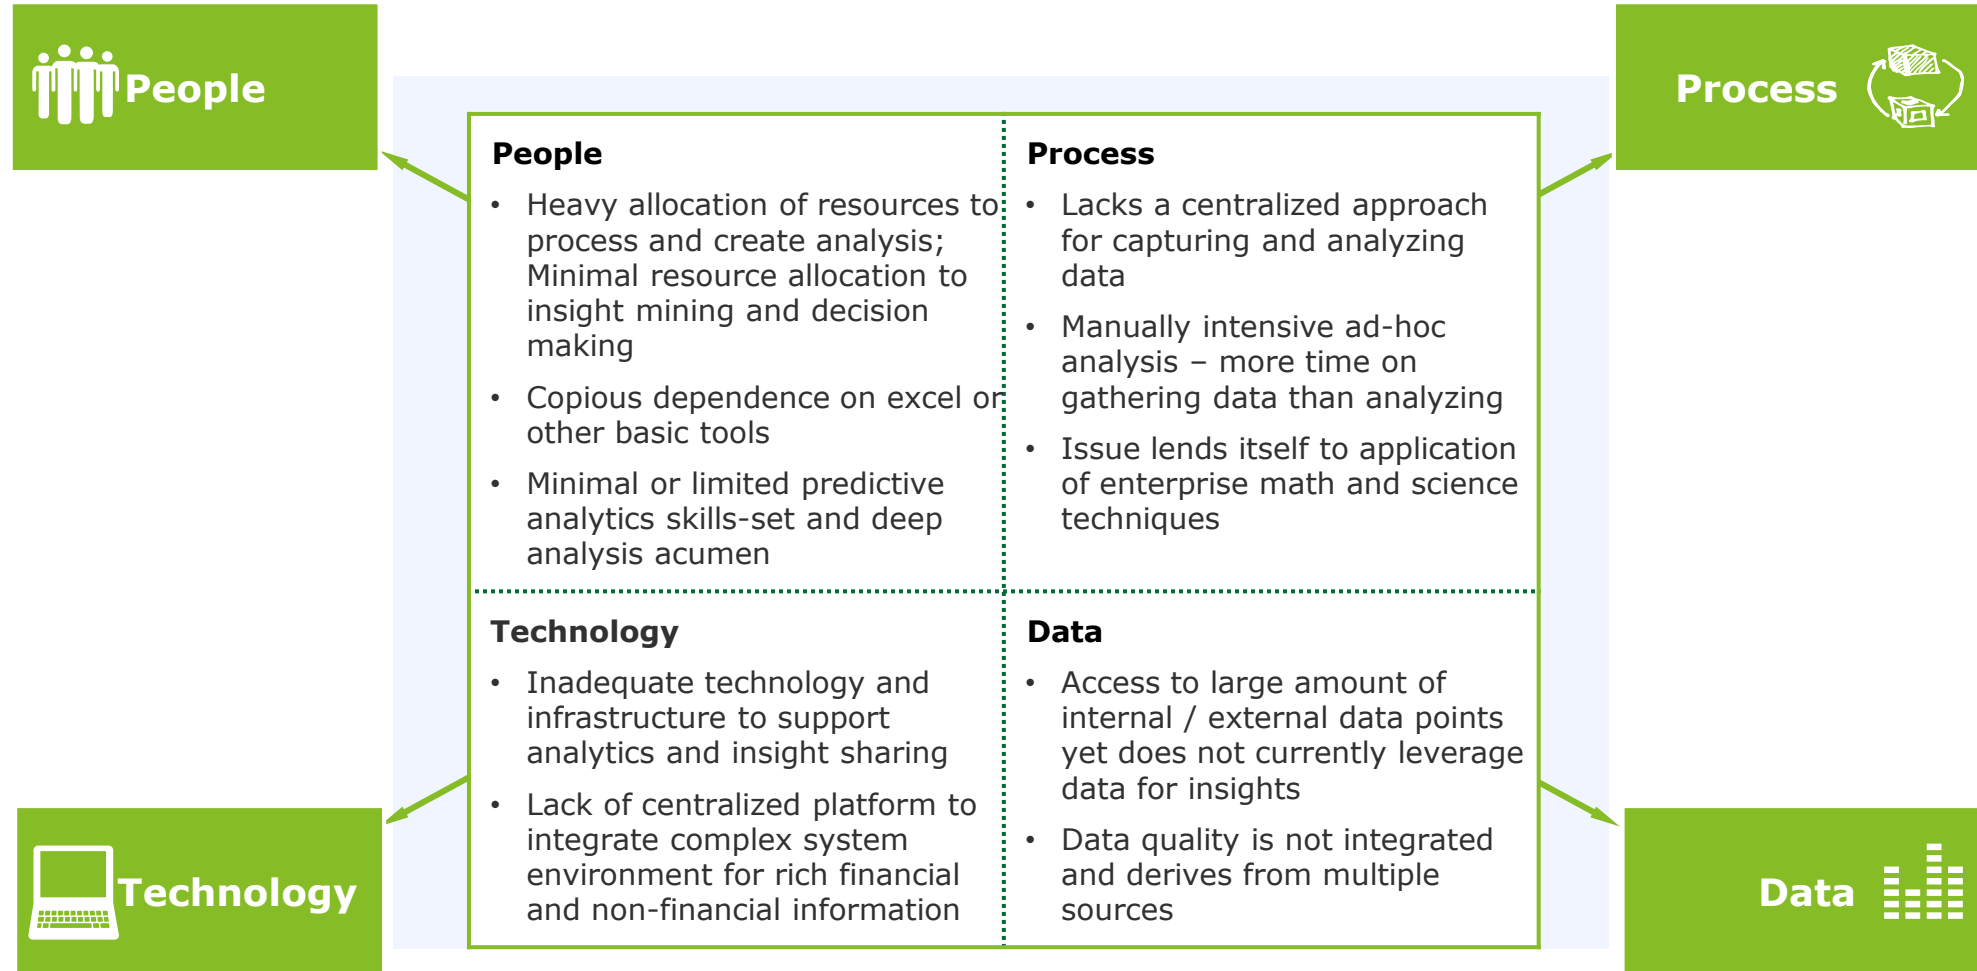 People
Process
People
• Heavy allocation of resources to
process and create analysis;
Minimal resource allocation to
insight mining and decision
making
• Copious dependence on excel or
other basic tools
• Minimal or limited predictive
analytics skills-set and deep
analysis acumen
Process
• Lacks a centralized approach
for capturing and analyzing
data
• Manually intensive ad-hoc
analysis – more time on
gathering data than analyzing
• Issue lends itself to application
of enterprise math and science
techniques
Technology
• Inadequate technology and
infrastructure to support
analytics and insight sharing
• Lack of centralized platform to
integrate complex system
environment for rich financial
and non-financial information
Data
• Access to large amount of
internal / external data points
yet does not currently leverage
data for insights
• Data quality is not integrated
and derives from multiple
sources
Technology
Data